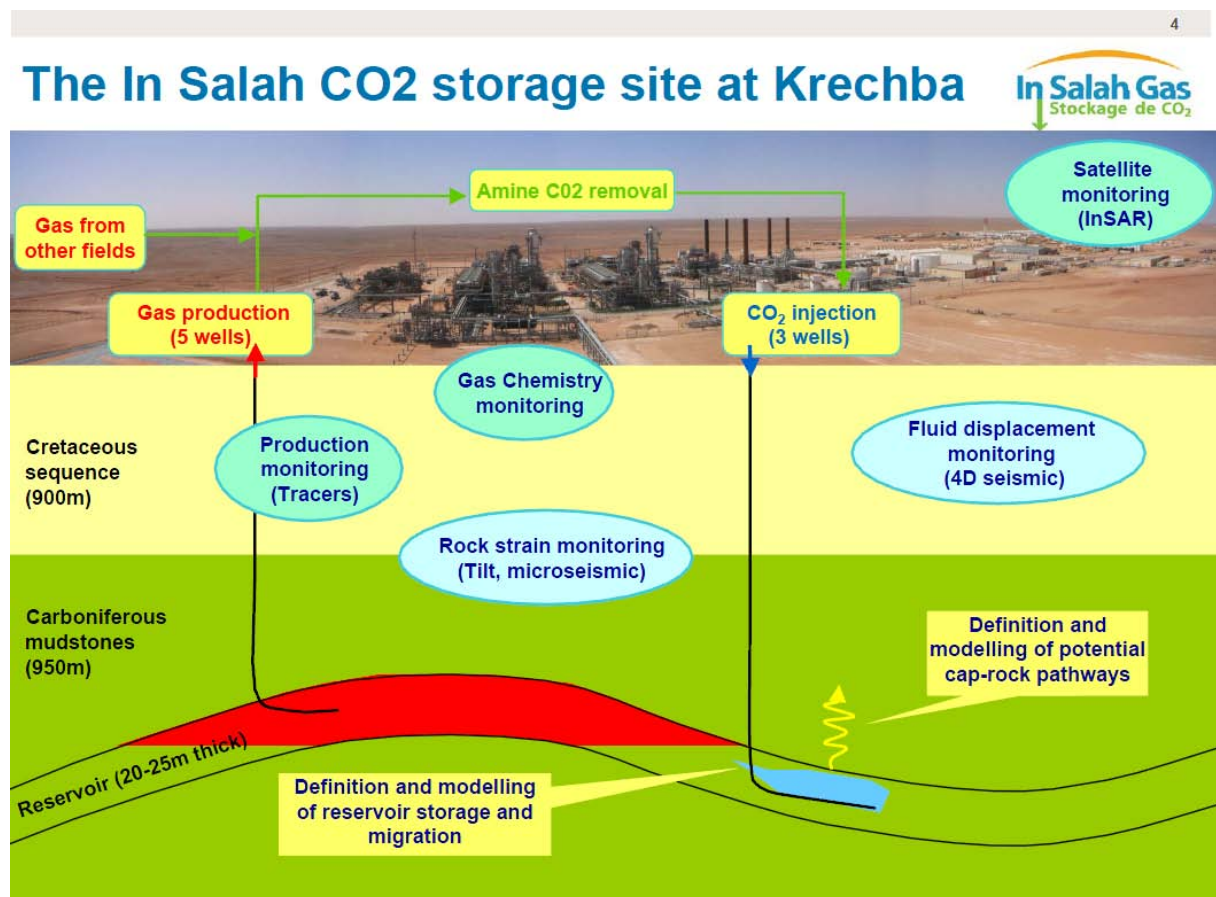 4
The In Salah CO2 storage site at Krechba
In Salah Gas
Stockage de CO₂
Satellite
monitoring
(InSAR)
Amine C02 removal
Gas from
other fields
Gas production
(5 wells)
CO₂ injection
(3 wells)
Gas Chemistry
monitoring
Cretaceous
sequence
(900m)
Production
monitoring
(Tracers)
Fluid displacement
monitoring
(4D seismic)
Rock strain monitoring
(Tilt, microseismic)
Carboniferous
mudstones
(950m)
Definition and
modelling of potential
cap-rock pathways
Reservoir (20-25m thick)
Definition and modelling
of reservoir storage and
migration